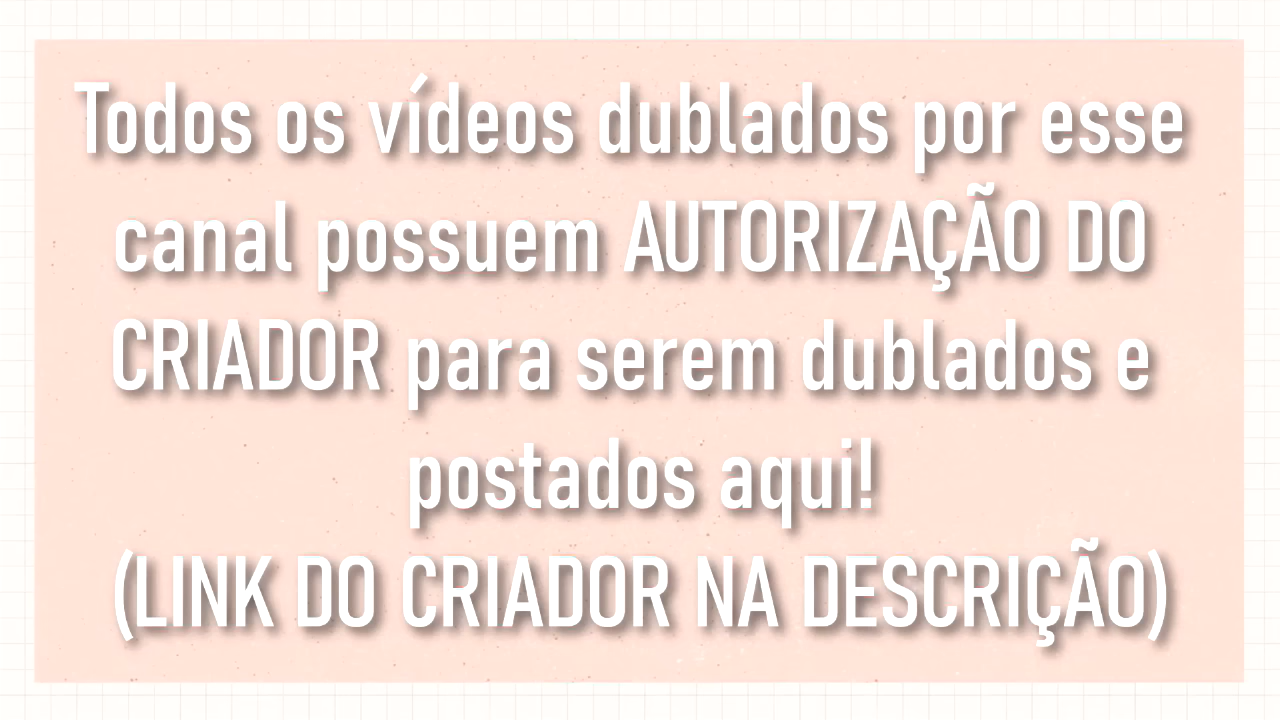 Todos os vídeos dublados por esse
canal possuem AUTORIZAÇÃO DO
CRIADOR para serem dublados e
postados aqui!
(LINK DO CRIADOR NA DESCRIÇÃO)